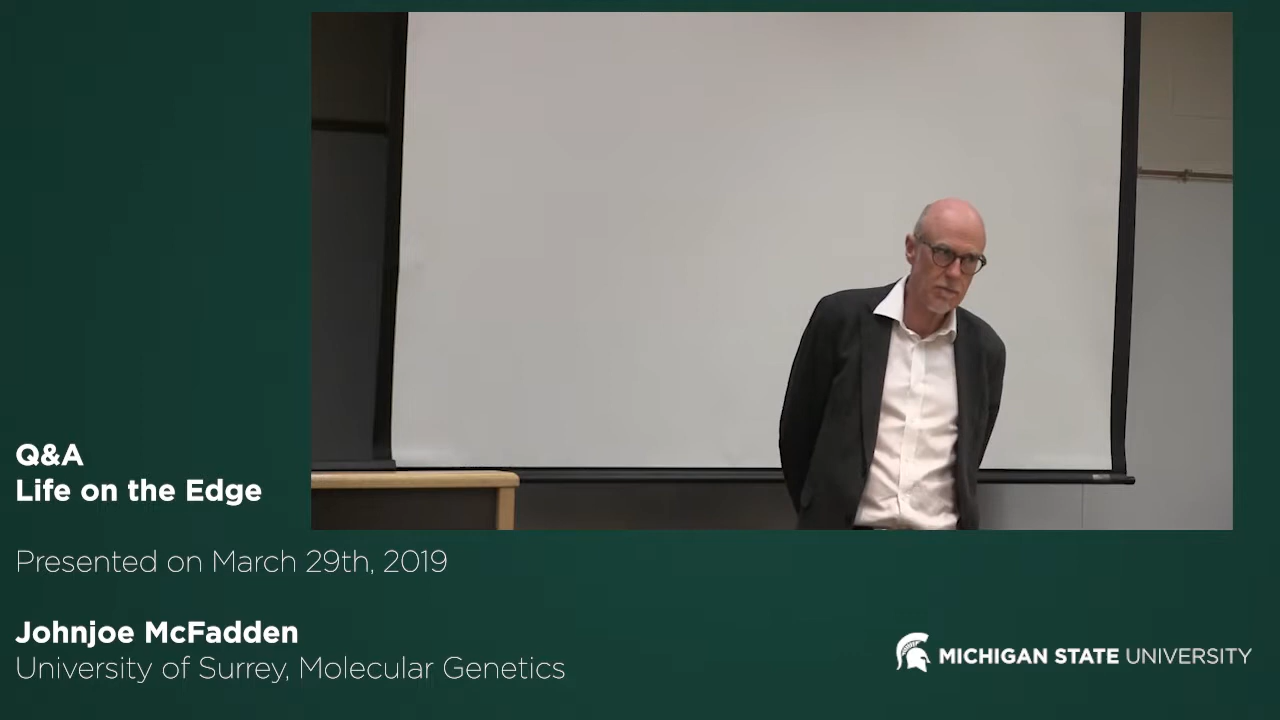 Q&A
Life on the Edge
Presented on March 29th, 2019
Johnjoe McFadden
University of Surrey, Molecular Genetics
MICHIGAN STATE UNIVERSITY